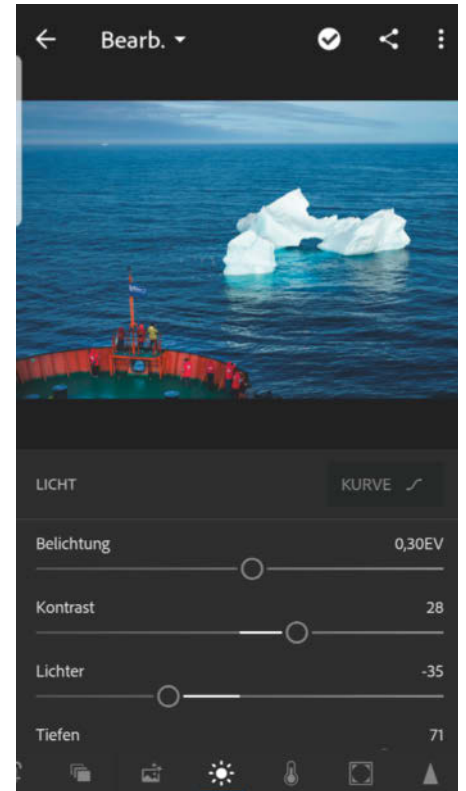 Bearb.
LICHT
KURVE
Belichtung 0,30EV
Kontrast 28
Lichter -35
Tiefen 71